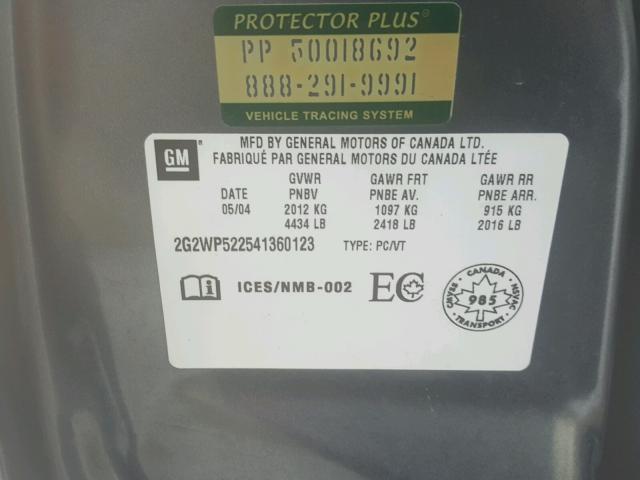 PROTECTOR PLUS®
PP 50018692
888-291-9991
VEHICLE TRACING SYSTEM
GM
MFD BY GENERAL MOTORS OF CANADA LTD.
FABRIQUÉ PAR GENERAL MOTORS DU CANADA LTÉE
GVWR GAWR FRT GAWR RR
DATE PNBV PNBE AV. PNBE ARR.
05/04 2012 KG 1097 KG 915 KG
4434 LB 2418 LB 2016 LB
2G2WP522541360123 TYPE: PC/VT
ICES/NMB-002 EC
CANADA
CMVSS 985 NSVAC
TRANSPORT